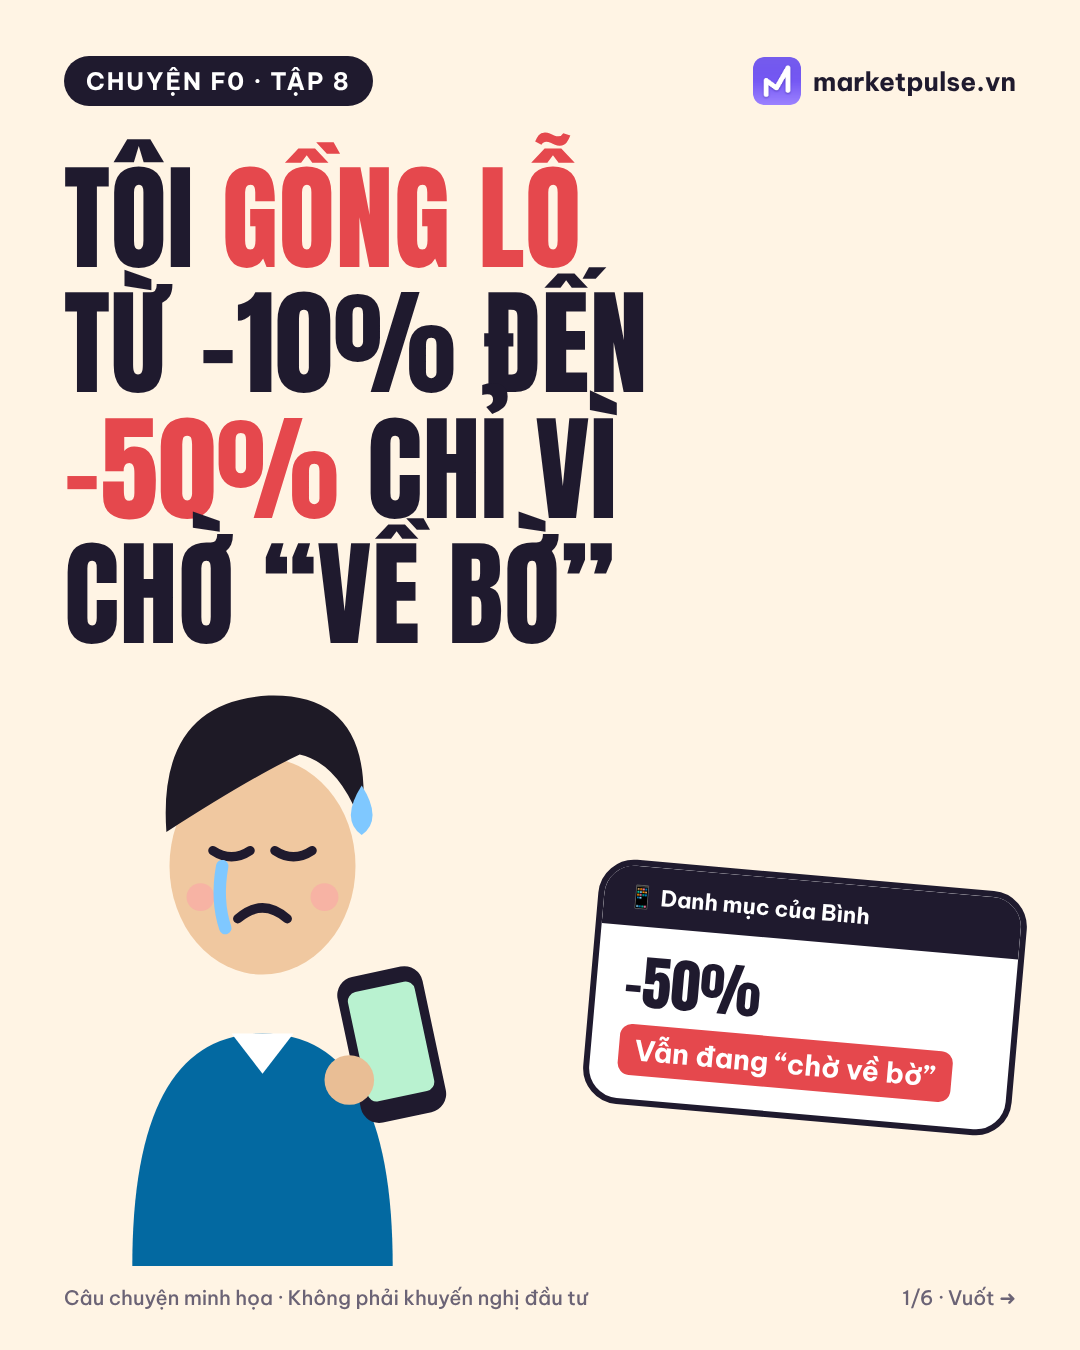 CHUYỆN F0 · TẬP 8
marketpulse.vn
TÔI GỒNG LỖ
TỪ -10% ĐẾN
-50% CHỈ VÌ
CHỜ “VỀ BỜ”
📱 Danh mục của Bình
-50%
Vẫn đang “chờ về bờ”
Câu chuyện minh họa · Không phải khuyến nghị đầu tư
1/6 · Vuốt →